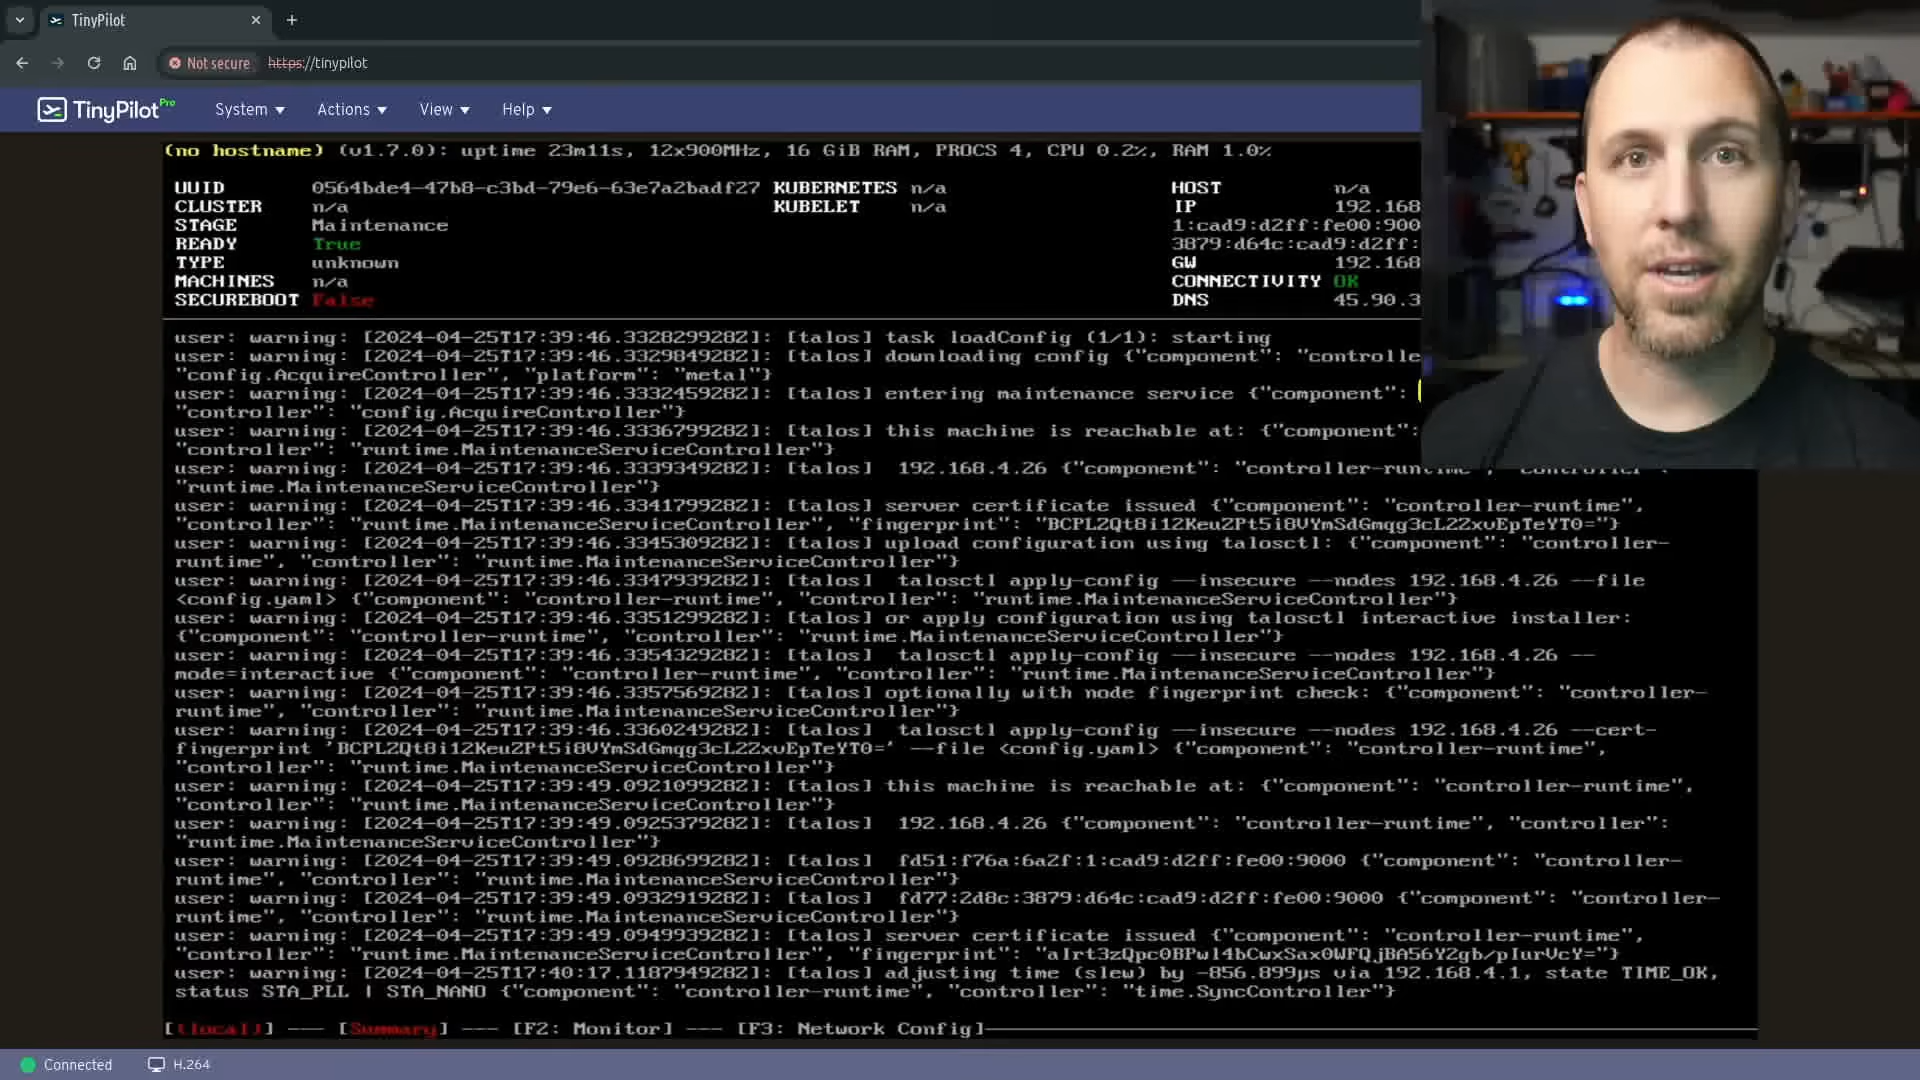 TinyPilot
Not secure https://tinypilot
TinyPilot Pro System Actions View Help
(no hostname) (v1.7.0): uptime 23m11s, 12x900MHz, 16 GiB RAM, PROCS 4, CPU 0.2%, RAM 1.0%
UUID 0564bde4-47b8-c3bd-79e6-63e7a2badf27 KUBERNETES n/a HOST n/a
CLUSTER n/a KUBELET n/a IP 192.168
STAGE Maintenance 1:cad9:d2ff:fe00:900
READY True 3879:d64c:cad9:d2ff:
TYPE unknown GW 192.168
MACHINES n/a CONNECTIVITY OK
SECUREBOOT False DNS 45.90.3
user: warning: [2024-04-25T17:39:46.332829928Z]: [talos] task loadConfig (1/1): starting
user: warning: [2024-04-25T17:39:46.332984928Z]: [talos] downloading config {"component": "controlle
"config.AcquireController", "platform": "metal"}
user: warning: [2024-04-25T17:39:46.333245928Z]: [talos] entering maintenance service {"component":
"controller": "config.AcquireController"}
user: warning: [2024-04-25T17:39:46.333679928Z]: [talos] this machine is reachable at: {"component":
"controller": "runtime.MaintenanceServiceController"}
user: warning: [2024-04-25T17:39:46.333934928Z]: [talos] 192.168.4.26 {"component": "controller-runtime", "controller":
"runtime.MaintenanceServiceController"}
user: warning: [2024-04-25T17:39:46.334179928Z]: [talos] server certificate issued {"component": "controller-runtime",
"controller": "runtime.MaintenanceServiceController", "fingerprint": "BCPLZQt8i12KeuZPt5i8VYmSdGmqg3cL2ZxvEpTeYT0="}
user: warning: [2024-04-25T17:39:46.334530928Z]: [talos] upload configuration using talosctl: {"component": "controller-
runtime", "controller": "runtime.MaintenanceServiceController"}
user: warning: [2024-04-25T17:39:46.334793928Z]: [talos] talosctl apply-config --insecure --nodes 192.168.4.26 --file
<config.yaml> {"component": "controller-runtime", "controller": "runtime.MaintenanceServiceController"}
user: warning: [2024-04-25T17:39:46.335129928Z]: [talos] or apply configuration using talosctl interactive installer:
{"component": "controller-runtime", "controller": "runtime.MaintenanceServiceController"}
user: warning: [2024-04-25T17:39:46.335432928Z]: [talos] talosctl apply-config --insecure --nodes 192.168.4.26 --
mode=interactive {"component": "controller-runtime", "controller": "runtime.MaintenanceServiceController"}
user: warning: [2024-04-25T17:39:46.335756928Z]: [talos] optionally with node fingerprint check: {"component": "controller-
runtime", "controller": "runtime.MaintenanceServiceController"}
user: warning: [2024-04-25T17:39:46.336024928Z]: [talos] talosctl apply-config --insecure --nodes 192.168.4.26 --cert-
fingerprint 'BCPLZQt8i12KeuZPt5i8VYmSdGmqg3cL2ZxvEpTeYT0=' --file <config.yaml> {"component": "controller-runtime",
"controller": "runtime.MaintenanceServiceController"}
user: warning: [2024-04-25T17:39:49.092109928Z]: [talos] this machine is reachable at: {"component": "controller-runtime",
"controller": "runtime.MaintenanceServiceController"}
user: warning: [2024-04-25T17:39:49.092537928Z]: [talos] 192.168.4.26 {"component": "controller-runtime", "controller":
"runtime.MaintenanceServiceController"}
user: warning: [2024-04-25T17:39:49.092869928Z]: [talos] fd51:f76a:6a2f:1:cad9:d2ff:fe00:9000 {"component": "controller-
runtime", "controller": "runtime.MaintenanceServiceController"}
user: warning: [2024-04-25T17:39:49.093291928Z]: [talos] fd77:2d8c:3879:d64c:cad9:d2ff:fe00:9000 {"component": "controller-
runtime", "controller": "runtime.MaintenanceServiceController"}
user: warning: [2024-04-25T17:39:49.094993928Z]: [talos] server certificate issued {"component": "controller-runtime",
"controller": "runtime.MaintenanceServiceController", "fingerprint": "aIrt3zQpc0BPwl4bCwxSax0WFQjBA56Y2gb/pIurVcY="}
user: warning: [2024-04-25T17:40:17.118794928Z]: [talos] adjusting time (slew) by -856.899µs via 192.168.4.1, state TIME_OK,
status STA_PLL | STA_NANO {"component": "controller-runtime", "controller": "time.SyncController"}
[(local)] --- [Summary] --- [F2: Monitor] --- [F3: Network Config]
Connected H.264